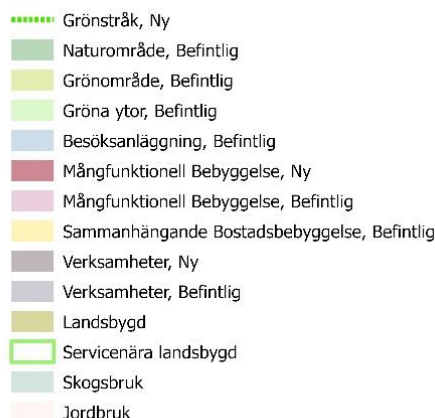 Grönstråk, Ny
Naturområde, Befintlig
Grönområde, Befintlig
Gröna ytor, Befintlig
Besöksanläggning, Befintlig
Mångfunktionell Bebyggelse, Ny
Mångfunktionell Bebyggelse, Befintlig
Sammanhängande Bostadsbebyggelse, Befintlig
Verksamheter, Ny
Verksamheter, Befintlig
Landsbygd
Servicenära landsbygd
Skogsbruk
Jordbruk